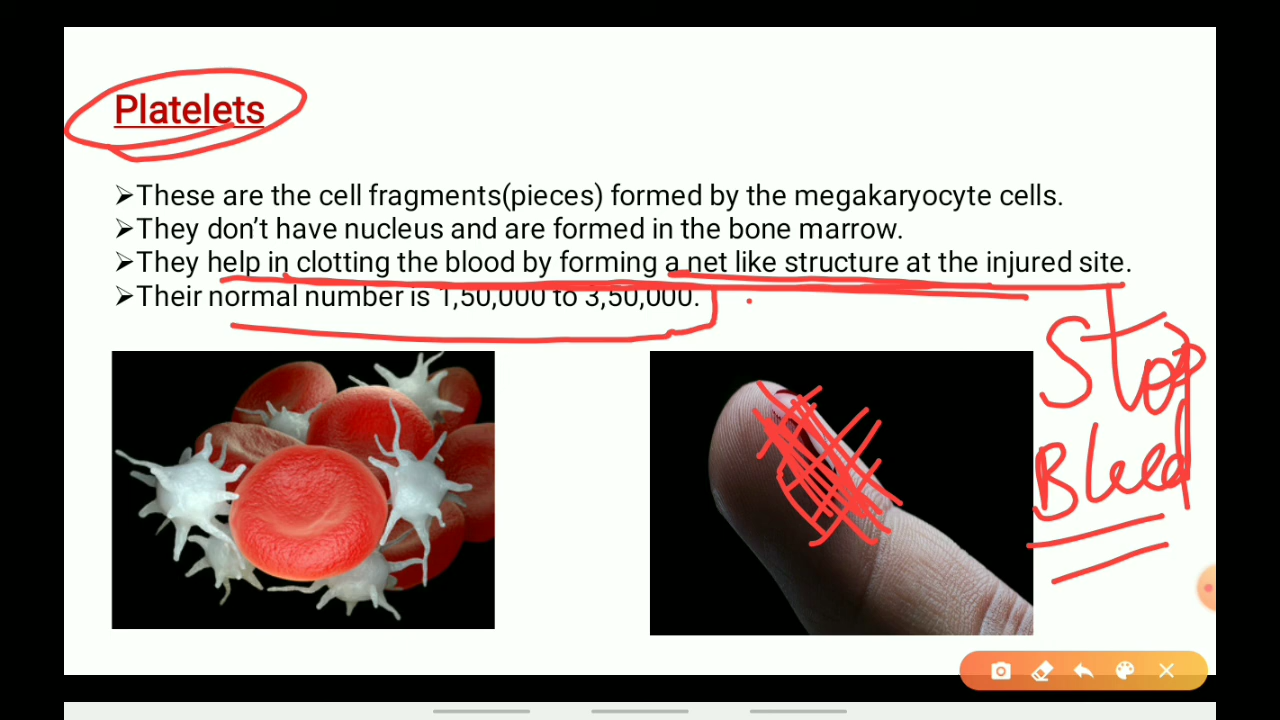 Platelets
➢These are the cell fragments(pieces) formed by the megakaryocyte cells.
➢They don’t have nucleus and are formed in the bone marrow.
➢They help in clotting the blood by forming a net like structure at the injured site.
➢Their normal number is 1,50,000 to 3,50,000.
Stop
Bleed